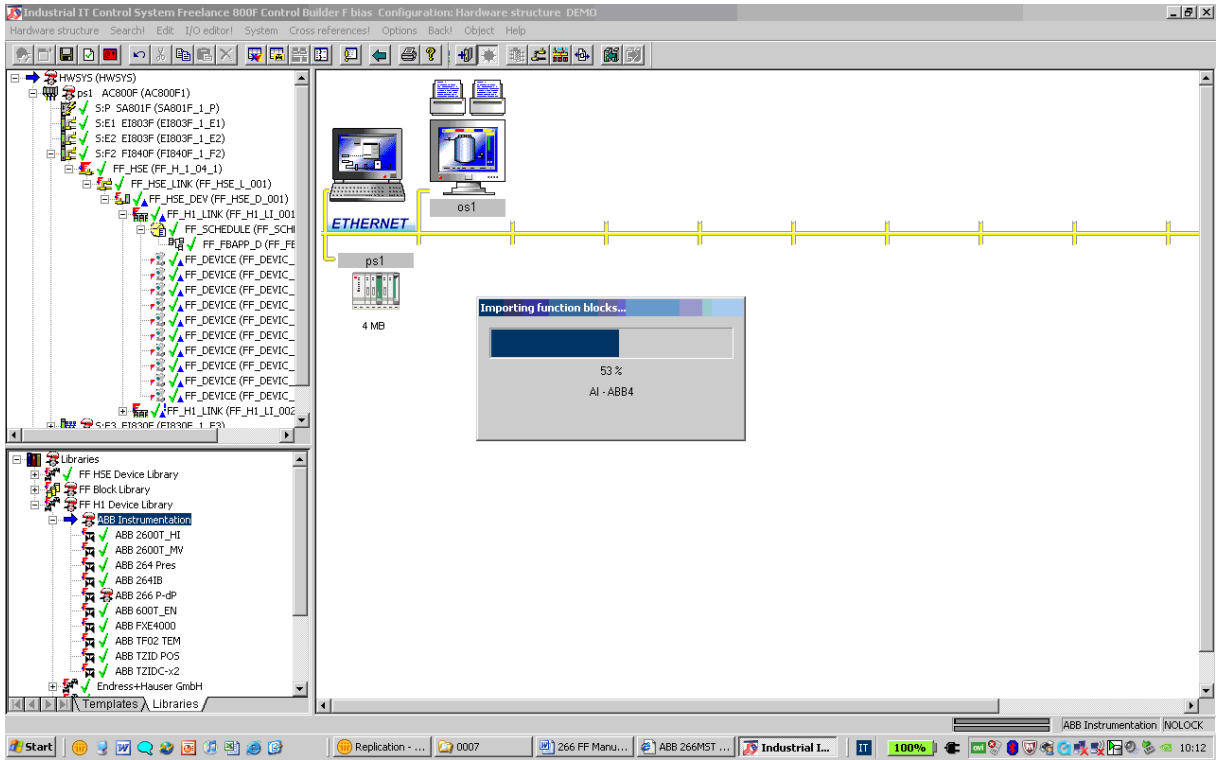 Industrial IT Control System Freelance 800F Control Builder F bias Configuration: Hardware structure DEMO
Hardware structure Search! Edit I/O editor! System Cross references! Options Back! Object Help
HWSYS (HWSYS)
ps1 AC800F (AC800F1)
S:P SA801F (SA801F_1_P)
S:E1 EI803F (EI803F_1_E1)
S:E2 EI803F (EI803F_1_E2)
S:F2 FI840F (FI840F_1_F2)
FF_HSE (FF_H_1_04_1)
FF_HSE_LINK (FF_HSE_L_001)
FF_HSE_DEV (FF_HSE_D_001)
FF_H1_LINK (FF_H1_LI_001
FF_SCHEDULE (FF_SCHI
FF_FBAPP_D (FF_FE
FF_DEVICE (FF_DEVIC_
FF_DEVICE (FF_DEVIC_
FF_DEVICE (FF_DEVIC_
FF_DEVICE (FF_DEVIC_
FF_DEVICE (FF_DEVIC_
FF_DEVICE (FF_DEVIC_
FF_DEVICE (FF_DEVIC_
FF_DEVICE (FF_DEVIC_
FF_DEVICE (FF_DEVIC_
FF_DEVICE (FF_DEVIC_
FF_H1_LINK (FF_H1_LI_002
S:F3 FI830F (FI830F_1_F3)
os1
ETHERNET
ps1
4 MB
Importing function blocks...
53 %
AI - ABB4
Libraries
FF HSE Device Library
FF Block Library
FF H1 Device Library
ABB Instrumentation
ABB 2600T_HI
ABB 2600T_MV
ABB 264 Pres
ABB 264IB
ABB 266 P-dP
ABB 600T_EN
ABB FXE4000
ABB TF02 TEM
ABB TZID POS
ABB TZIDC-x2
Endress+Hauser GmbH
Templates Libraries
ABB Instrumentation NOLOCK
Start Replication - ... 0007 266 FF Manu... ABB 266MST ... Industrial I... IT 100% 10:12